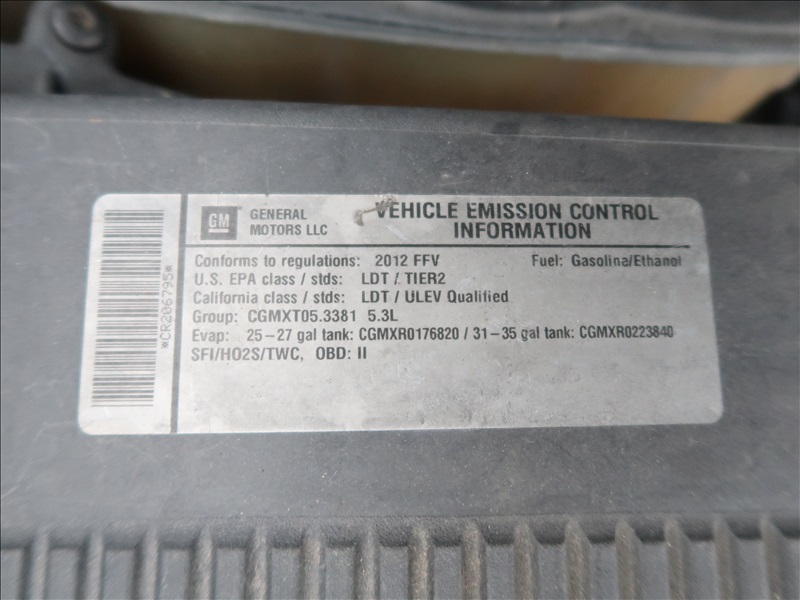 *CR206795*
GM
GENERAL
MOTORS LLC
VEHICLE EMISSION CONTROL
INFORMATION
Conforms to regulations: 2012 FFV Fuel: Gasolina/Ethanol
U.S. EPA class / stds: LDT / TIER2
California class / stds: LDT / ULEV Qualified
Group: CGMXT05.3381 5.3L
Evap: 25-27 gal tank: CGMXR0176820 / 31-35 gal tank: CGMXR0223840
SFI/HO2S/TWC, OBD: II